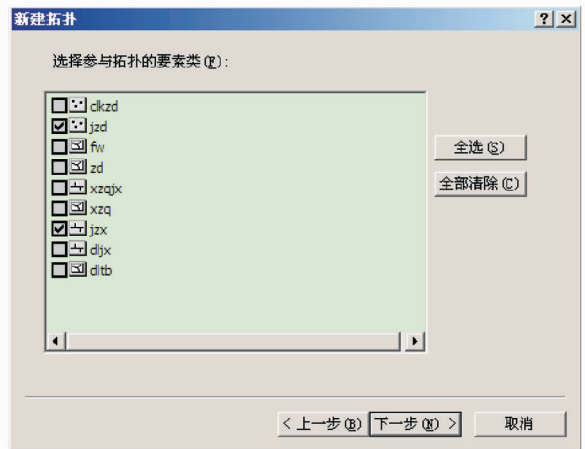 新建拓扑
? ×
选择参与拓扑的要素类(F):
clkzd
jzd
fw
zd
xzqjx
xzq
jzx
dljx
dltb
全选(S)
全部清除(C)
< 上一步(B)
下一步(N) >
取消